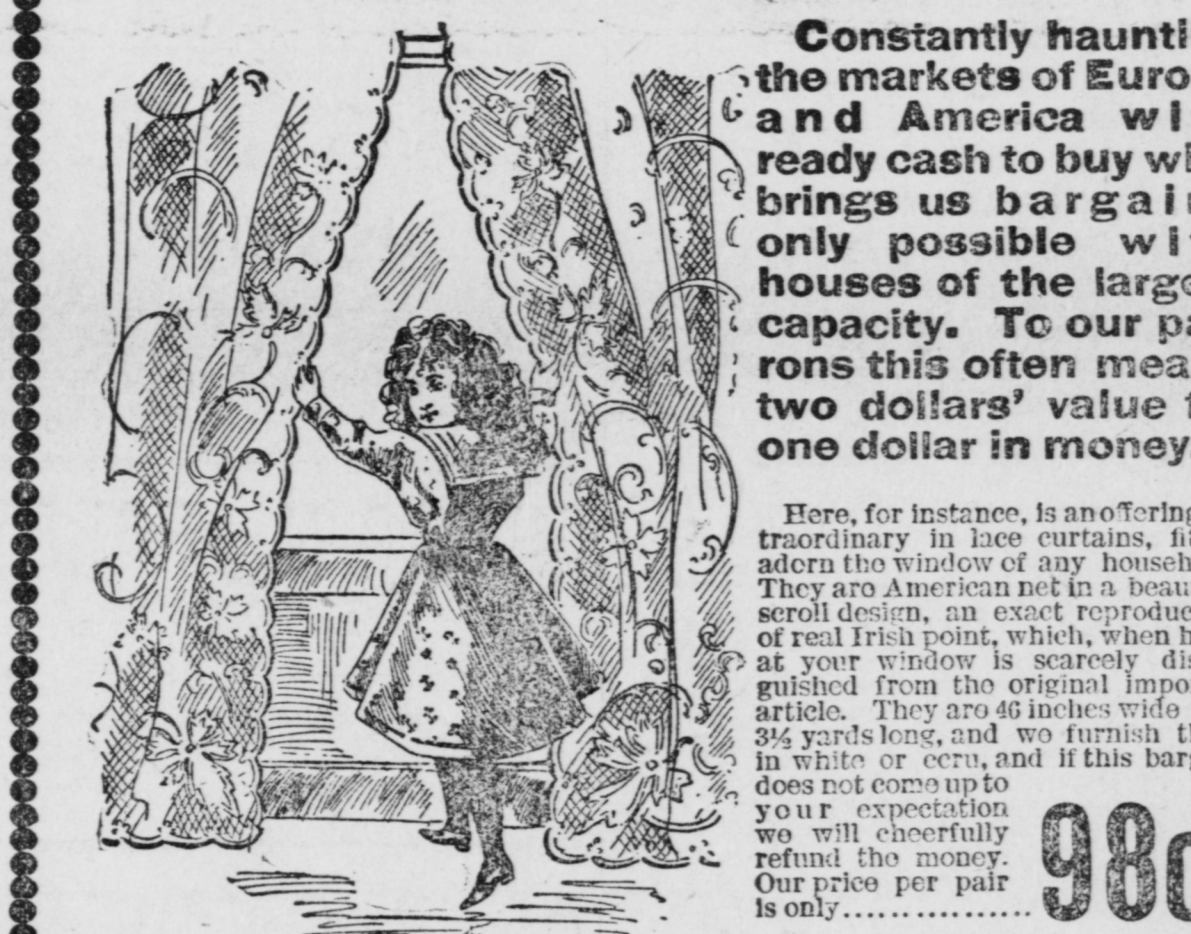 Constantly haunti
the markets of Euro
and America wi
ready cash to buy wh
brings us bargai
only possible wit
houses of the large
capacity. To our pa
rons this often mea
two dollars' value f
one dollar in money.
Here, for instance, is an offering
traordinary in lace curtains, fi
adorn the window of any househ
They are American net in a beau
scroll design, an exact reproduc
of real Irish point, which, when h
at your window is scarcely dis
guished from the original impo
article. They are 46 inches wide
3½ yards long, and we furnish th
in white or ecru, and if this barg
does not come up to
your expectation
we will cheerfully
refund the money.
Our price per pair
is only..................
98c